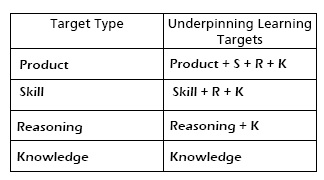 Target Type Underpinning Learning
Targets
Product Product + S + R + K
Skill Skill + R + K
Reasoning Reasoning + K
Knowledge Knowledge